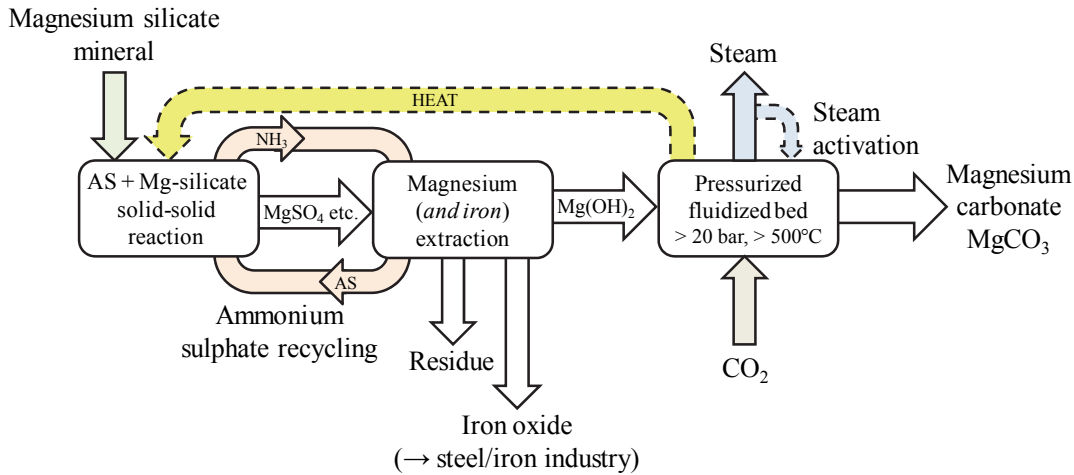 Magnesium silicate
mineral
Steam
HEAT
Steam
activation
NH₃
AS + Mg-silicate
solid-solid
reaction
MgSO₄ etc.
Magnesium
(and iron)
extraction
Mg(OH)₂
Pressurized
fluidized bed
> 20 bar, > 500°C
Magnesium
carbonate
MgCO₃
AS
Ammonium
sulphate recycling
Residue
CO₂
Iron oxide
(→ steel/iron industry)